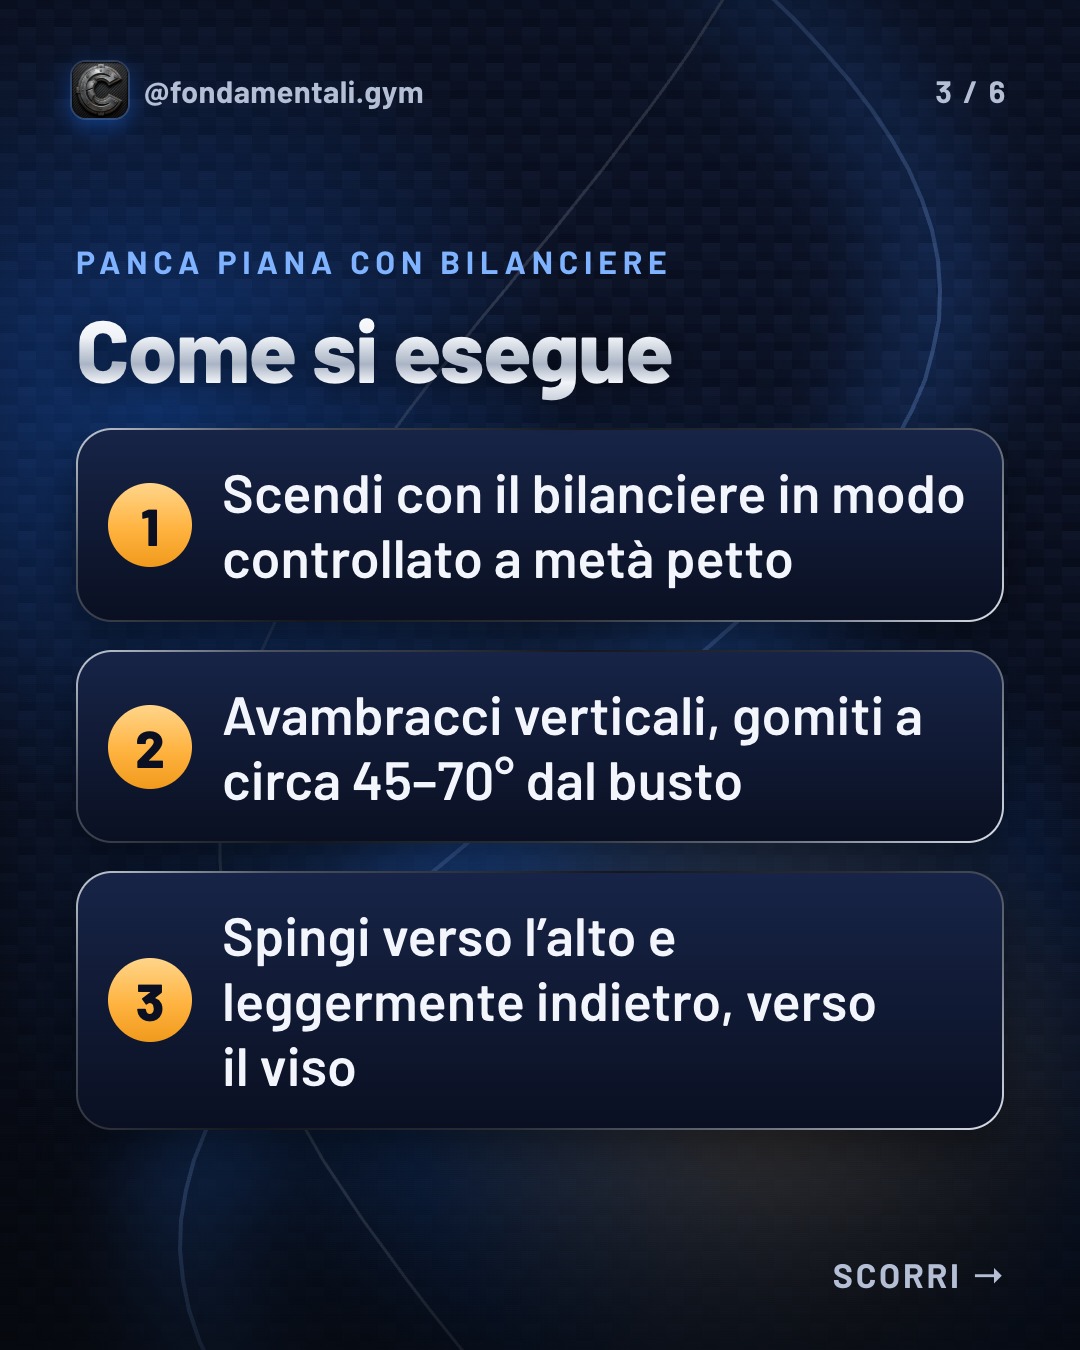 @fondamentali.gym
3 / 6
PANCA PIANA CON BILANCIERE
Come si esegue
1
Scendi con il bilanciere in modo
controllato a metà petto
2
Avambracci verticali, gomiti a
circa 45–70° dal busto
3
Spingi verso l’alto e
leggermente indietro, verso
il viso
SCORRI →